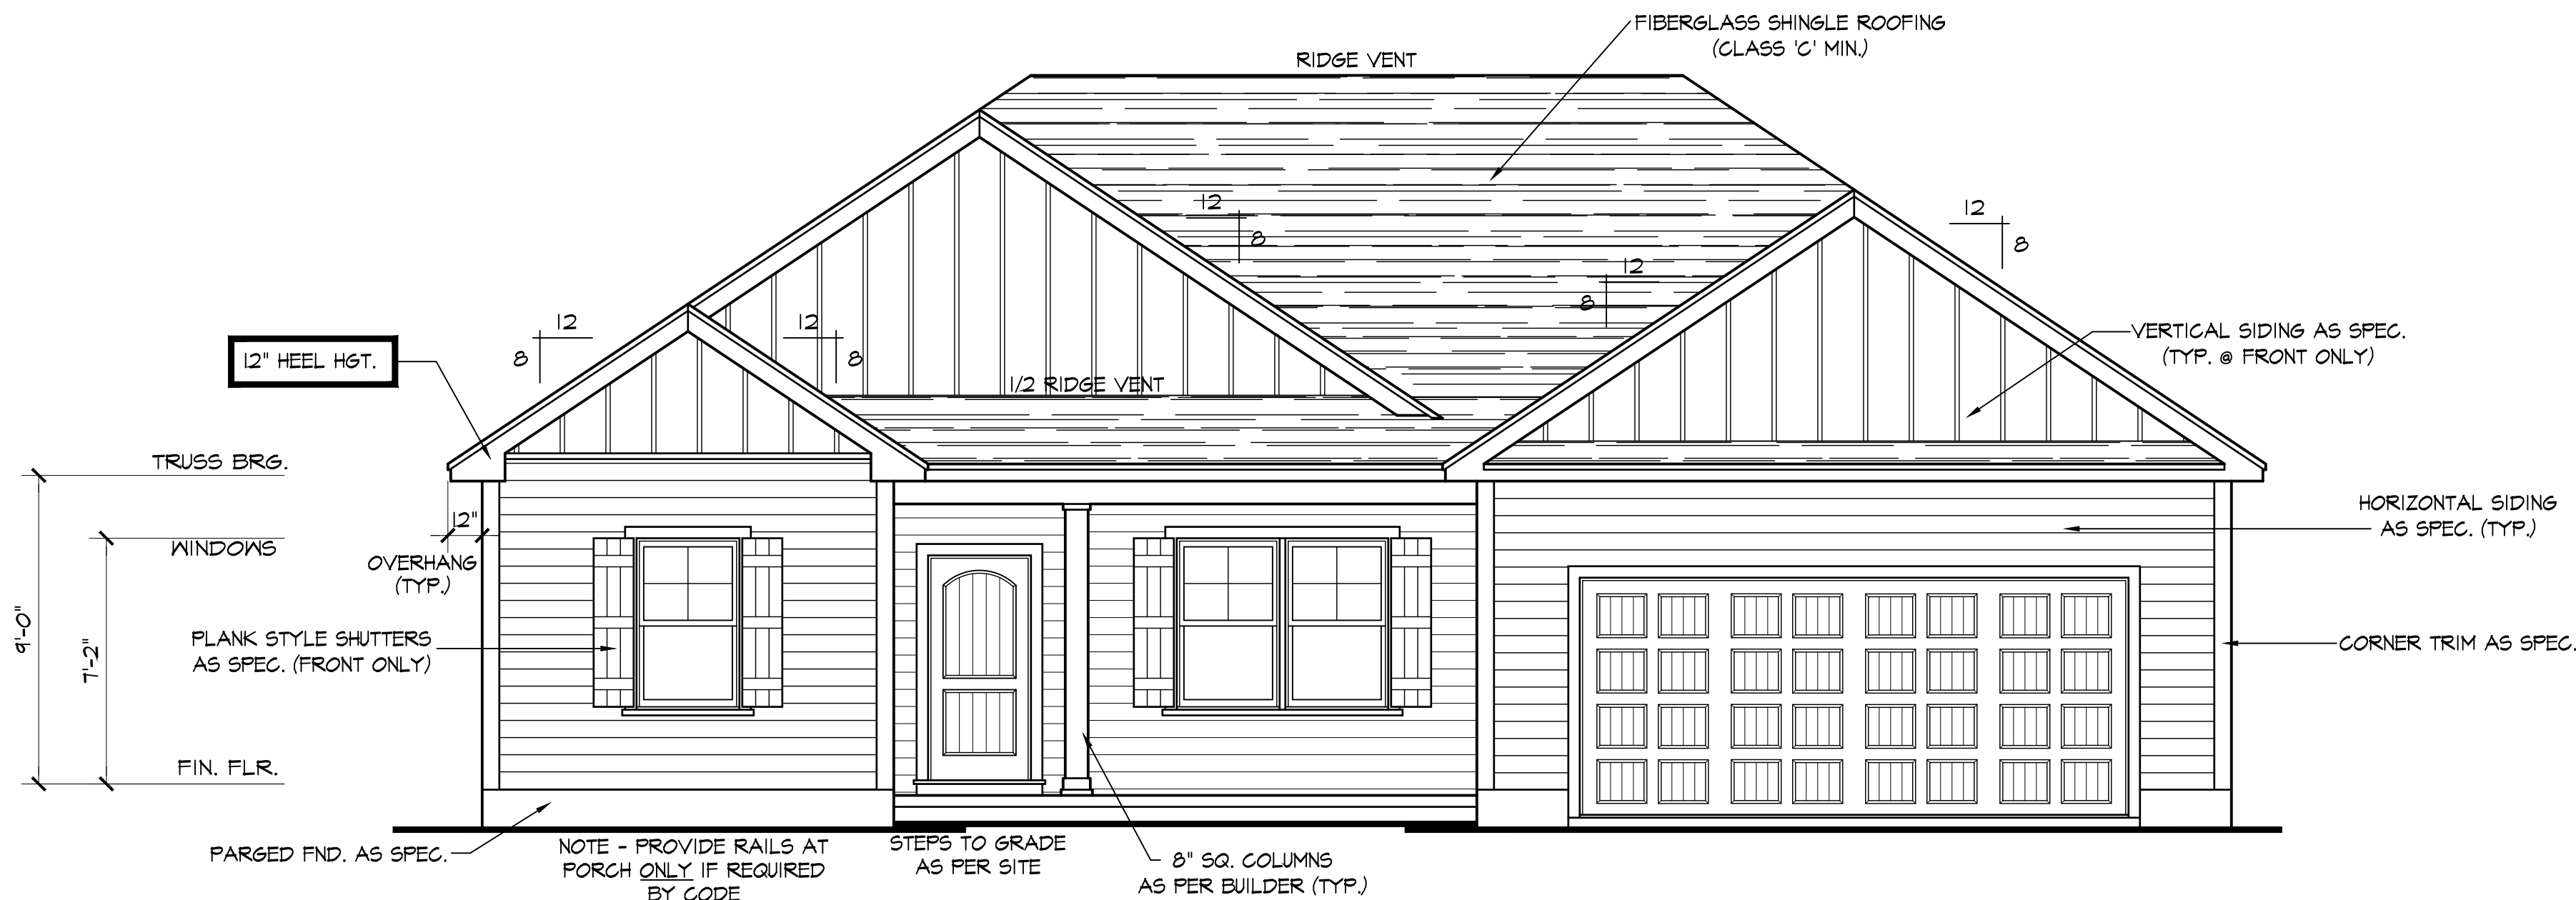 FIBERGLASS SHINGLE ROOFING
(CLASS 'C' MIN.)
RIDGE VENT
12
8
12
8
12
8
12
8
12
8
12" HEEL HGT.
1/2 RIDGE VENT
VERTICAL SIDING AS SPEC.
(TYP. @ FRONT ONLY)
TRUSS BRG.
12"
OVERHANG
(TYP.)
WINDOWS
HORIZONTAL SIDING
AS SPEC. (TYP.)
9'-0"
7'-2"
PLANK STYLE SHUTTERS
AS SPEC. (FRONT ONLY)
CORNER TRIM AS SPEC.
FIN. FLR.
PARGED FND. AS SPEC.
NOTE - PROVIDE RAILS AT
PORCH ONLY IF REQUIRED
BY CODE
STEPS TO GRADE
AS PER SITE
8" SQ. COLUMNS
AS PER BUILDER (TYP.)